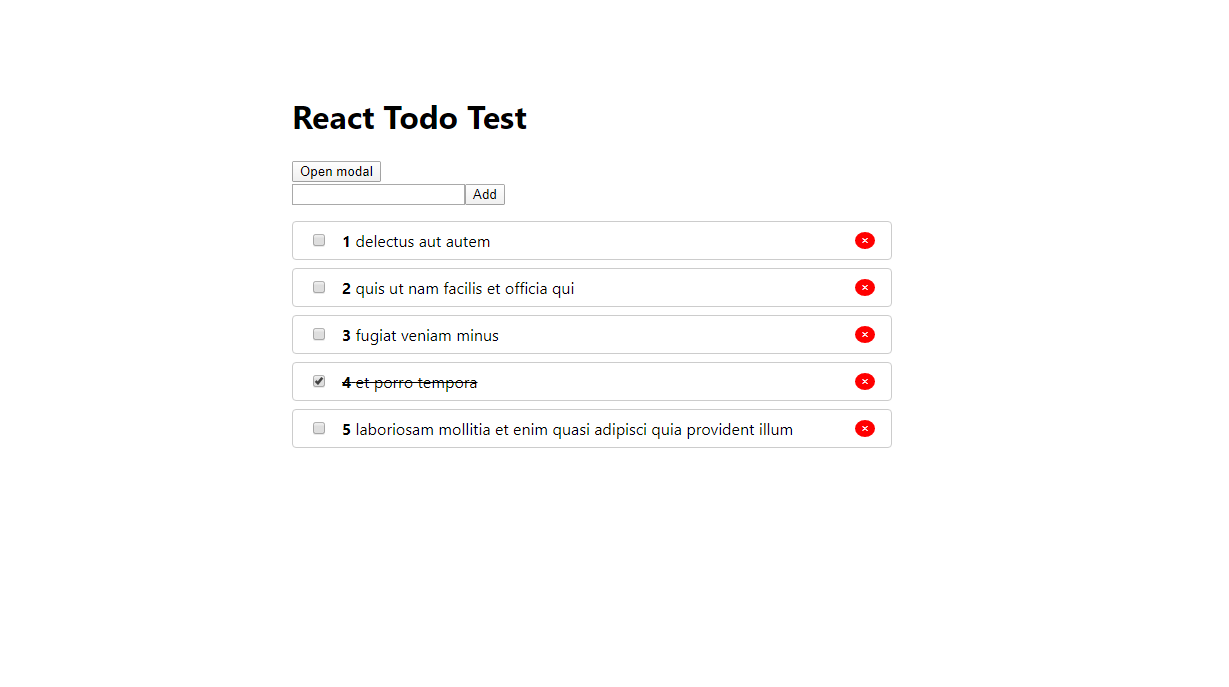 React Todo Test
Open modal
Add
1 delectus aut autem
2 quis ut nam facilis et officia qui
3 fugiat veniam minus
4 et porro tempora
5 laboriosam mollitia et enim quasi adipisci quia provident illum